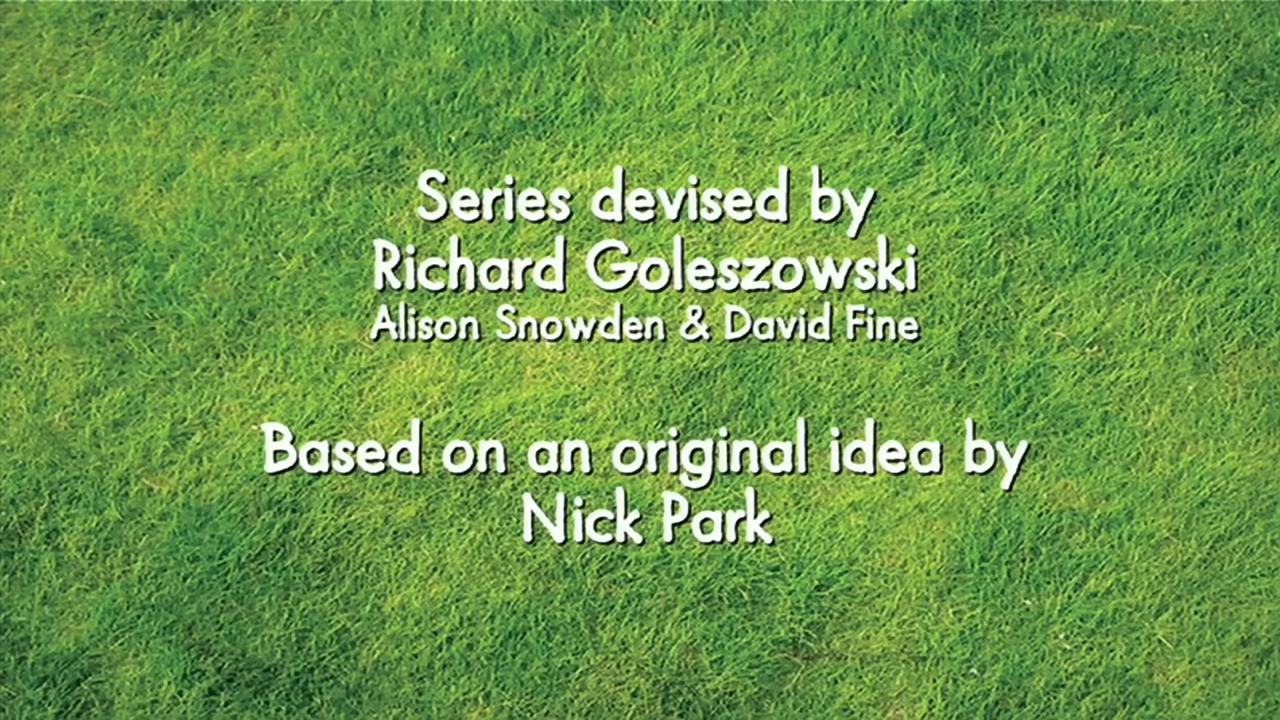 Series devised by
Richard Goleszowski
Alison Snowden & David Fine
Based on an original idea by
Nick Park